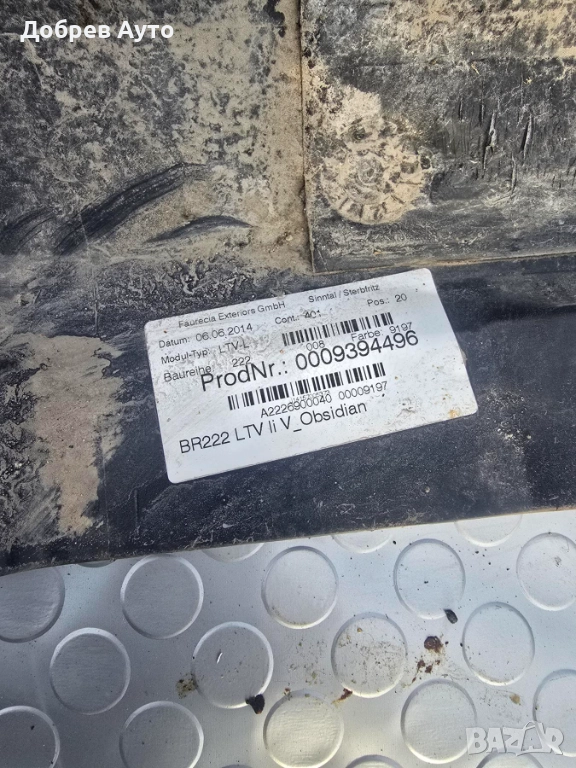 Добрев Ауто
Faurecia Exteriors GmbH Sinntal / Sterbfritz
Datum: 06.06.2014 Cont.: 401 Pos.: 20
Modul-Typ: LTV-L 008 Farbe: 9197
Baureihe: 222
ProdNr.: 0009394496
A2226900040 00009197
BR222 LTV li V_Obsidian
BAZAR